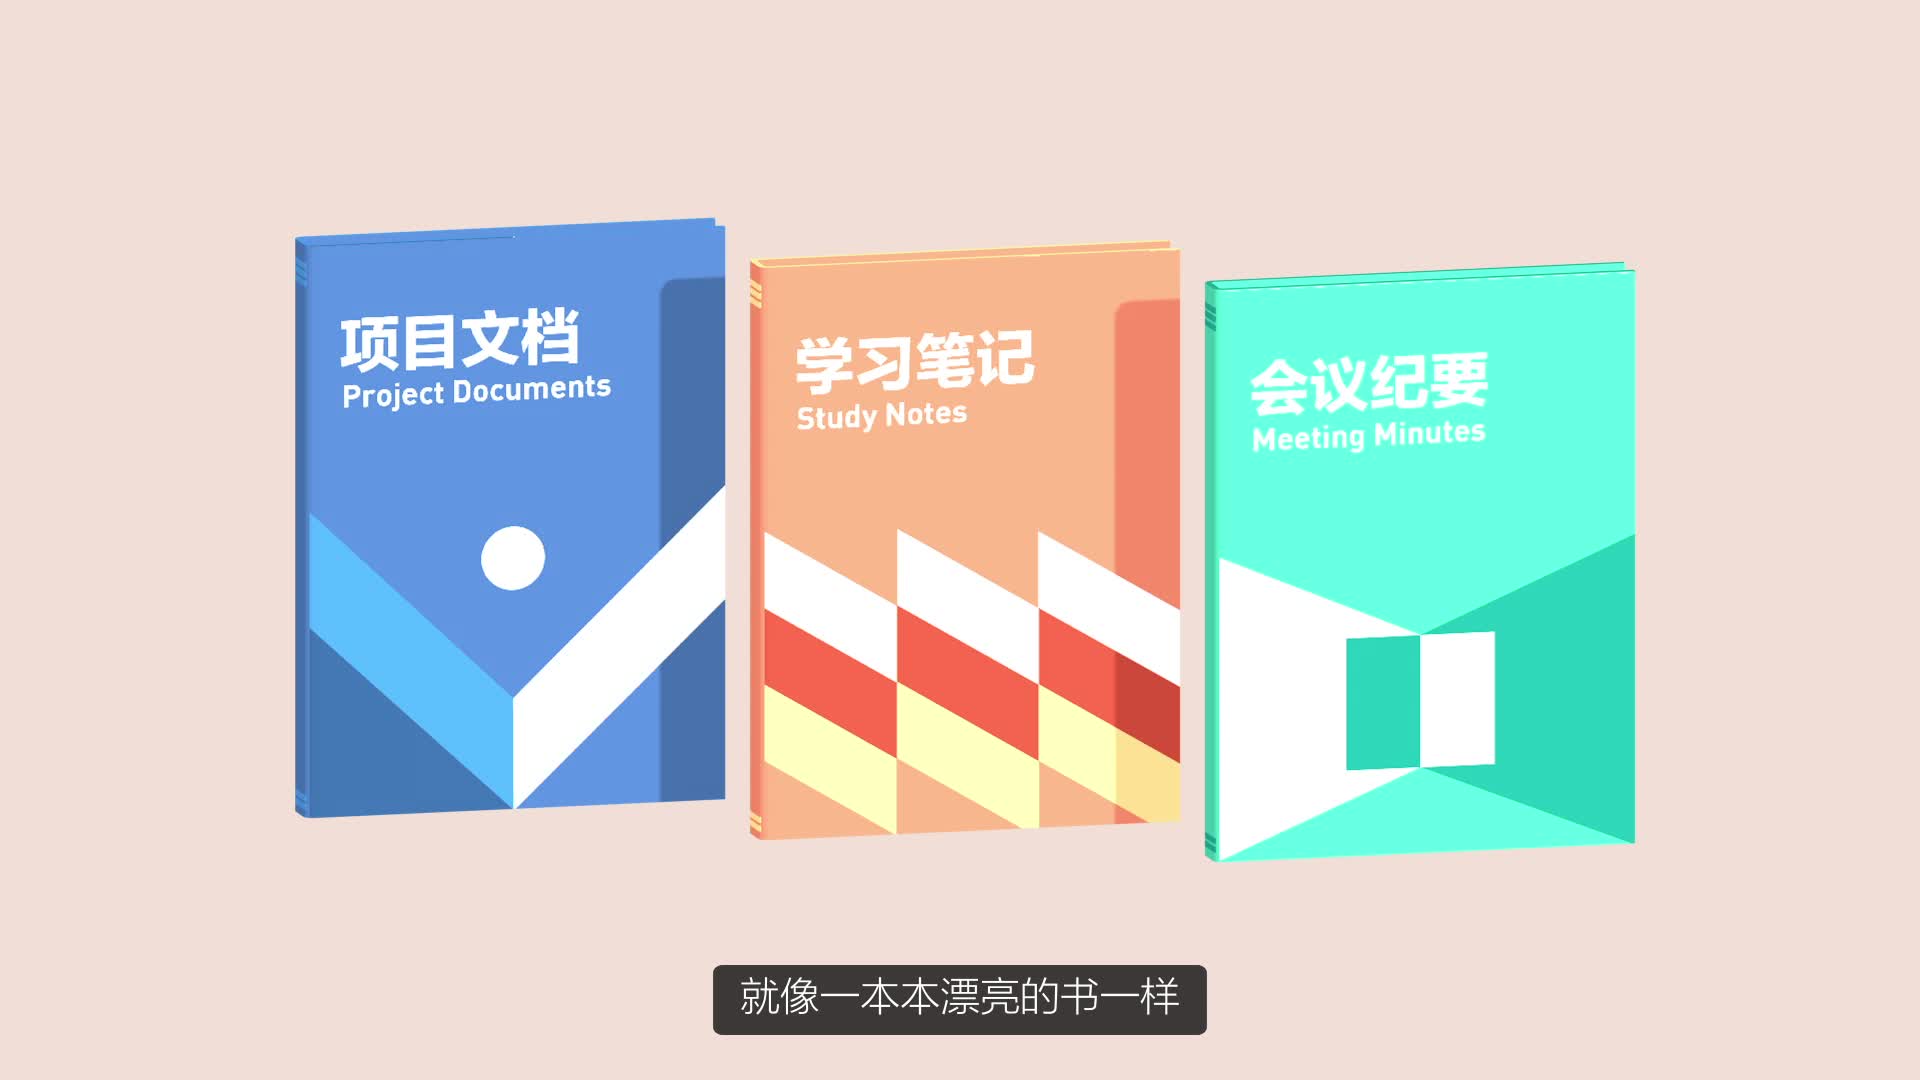 项目文档
Project Documents
学习笔记
Study Notes
会议纪要
Meeting Minutes
就像一本本漂亮的书一样